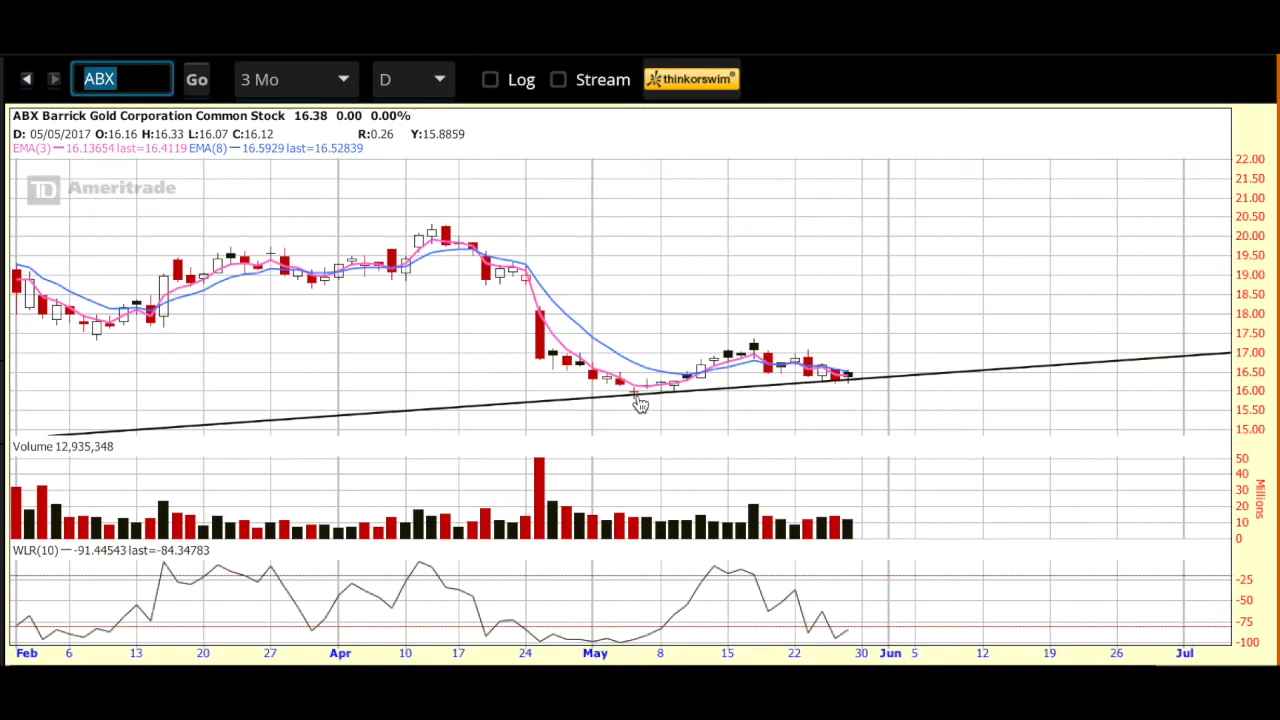 ABX Go 3 Mo D Log Stream thinkorswim®
ABX Barrick Gold Corporation Common Stock 16.38 0.00 0.00%
D: 05/05/2017 O:16.16 H:16.33 L:16.07 C:16.12 R:0.26 Y:15.8859
EMA(3) 16.13654 last=16.4119 EMA(8) 16.5929 last=16.52839
TD Ameritrade
22.00
21.50
21.00
20.50
20.00
19.50
19.00
18.50
18.00
17.50
17.00
16.50
16.00
15.50
15.00
Volume 12,935,348
50
40
30
20
10
0
Millions
WLR(10) -91.44543 last=-84.34783
-25
-50
-75
-100
Feb 6 13 20 27 Apr 10 17 24 May 8 15 22 30 Jun 5 12 19 26 Jul